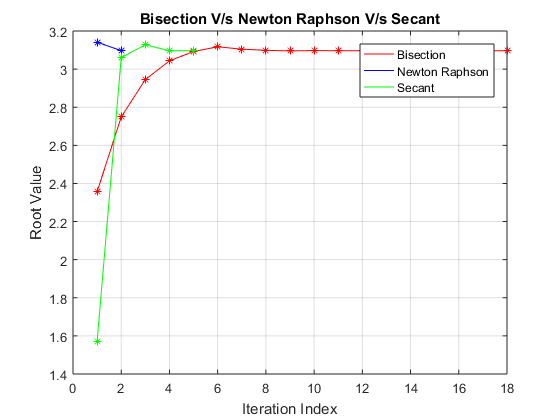 Bisection V/s Newton Raphson V/s Secant
3.2
3
2.8
2.6
2.4
2.2
2
1.8
1.6
1.4
Root Value
Bisection
Newton Raphson
Secant
0 2 4 6 8 10 12 14 16 18
Iteration Index